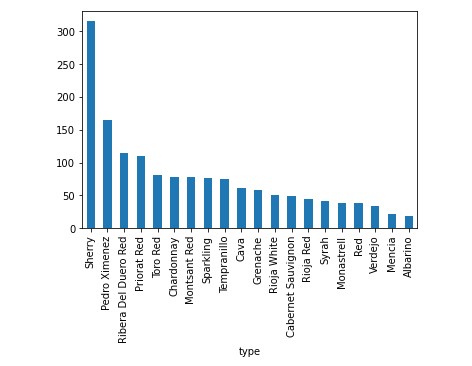 300
250
200
150
100
50
0
Sherry
Pedro Ximenez
Ribera Del Duero Red
Priorat Red
Toro Red
Chardonnay
Montsant Red
Sparkling
Tempranillo
Cava
Grenache
Rioja White
Cabernet Sauvignon
Rioja Red
Syrah
Monastrell
Red
Verdejo
Mencia
Albarino
type